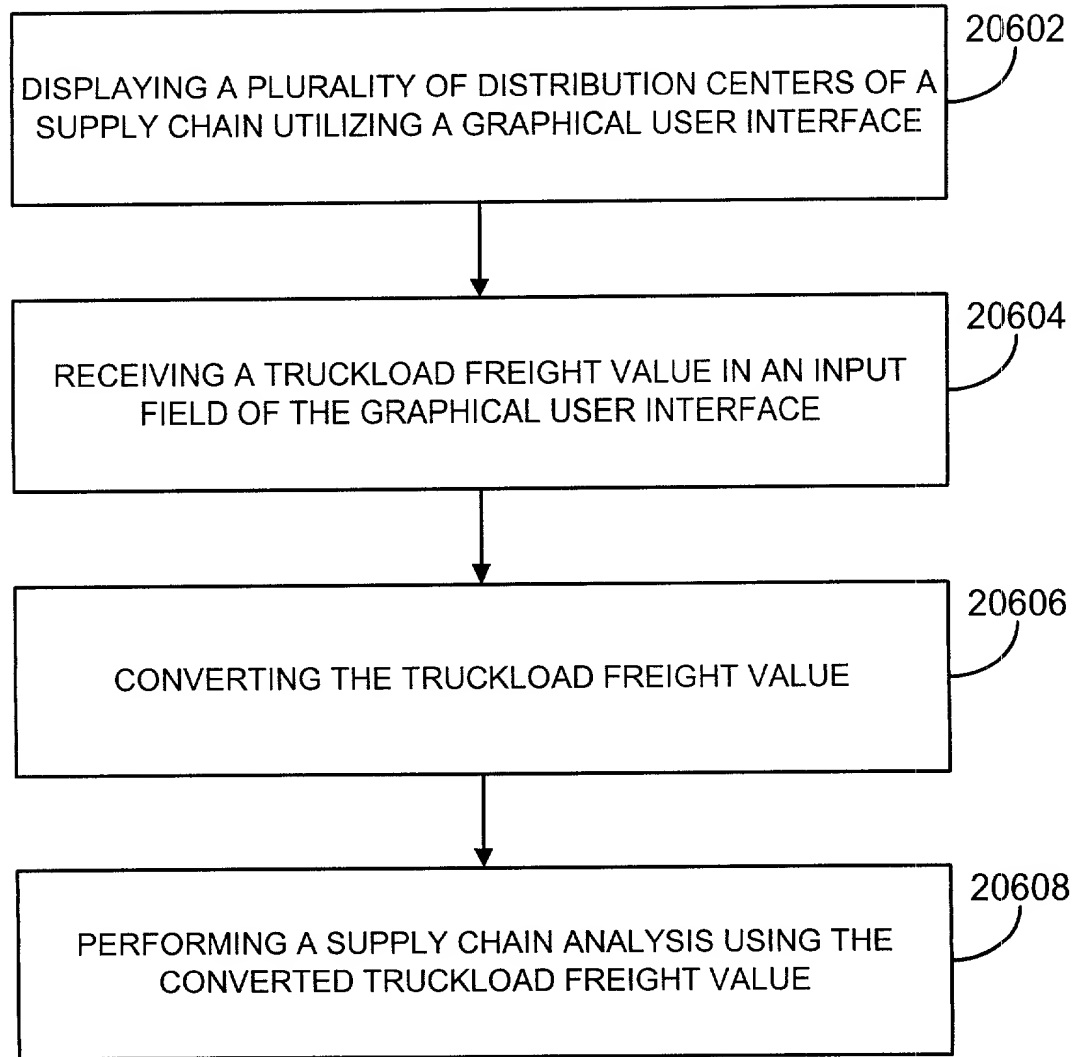 20602
DISPLAYING A PLURALITY OF DISTRIBUTION CENTERS OF A
SUPPLY CHAIN UTILIZING A GRAPHICAL USER INTERFACE
20604
RECEIVING A TRUCKLOAD FREIGHT VALUE IN AN INPUT
FIELD OF THE GRAPHICAL USER INTERFACE
20606
CONVERTING THE TRUCKLOAD FREIGHT VALUE
20608
PERFORMING A SUPPLY CHAIN ANALYSIS USING THE
CONVERTED TRUCKLOAD FREIGHT VALUE